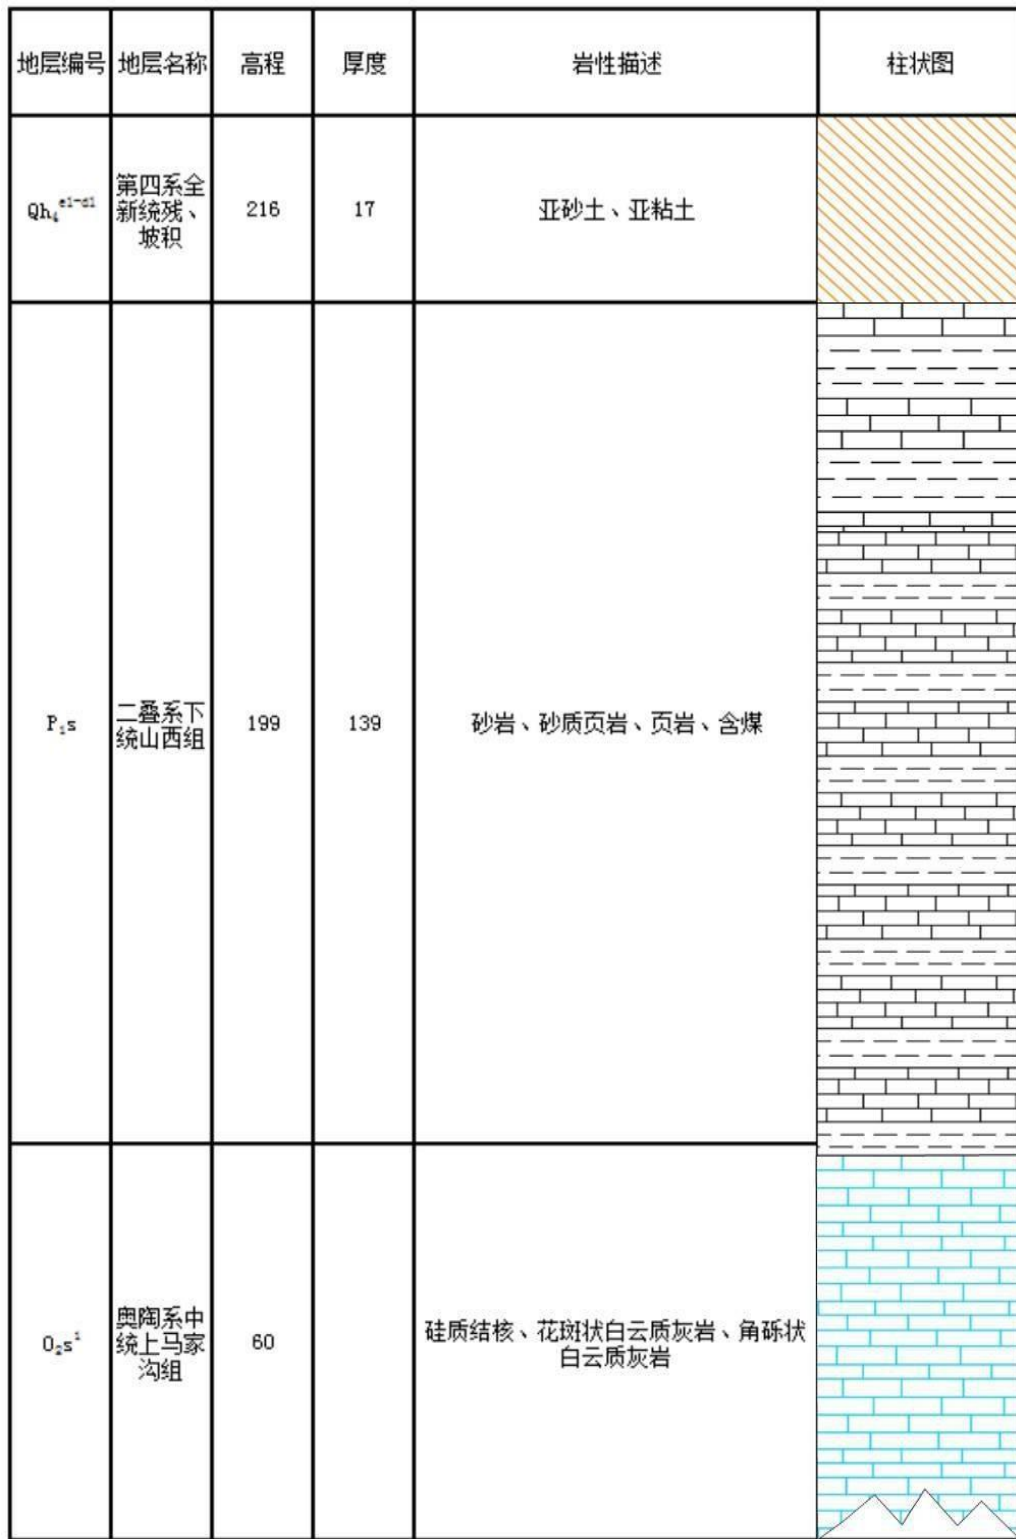 地层编号 地层名称 高程 厚度 岩性描述 柱状图
Qh₄ᵉˡ⁻ᵈˡ
第四系全
新统残、
坡积
216
17
亚砂土、亚粘土
P₁s
二叠系下
统山西组
199
139
砂岩、砂质页岩、页岩、含煤
O₂s¹
奥陶系中
统上马家
沟组
60
硅质结核、花斑状白云质灰岩、角砾状
白云质灰岩